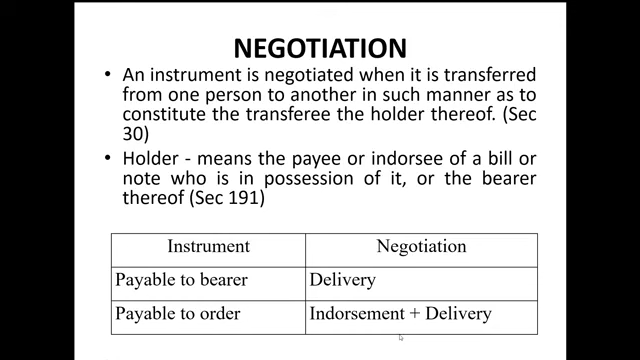 NEGOTIATION
• An instrument is negotiated when it is transferred
from one person to another in such manner as to
constitute the transferee the holder thereof. (Sec
30)
• Holder - means the payee or indorsee of a bill or
note who is in possession of it, or the bearer
thereof (Sec 191)
Instrument Negotiation
Payable to bearer Delivery
Payable to order Indorsement + Delivery